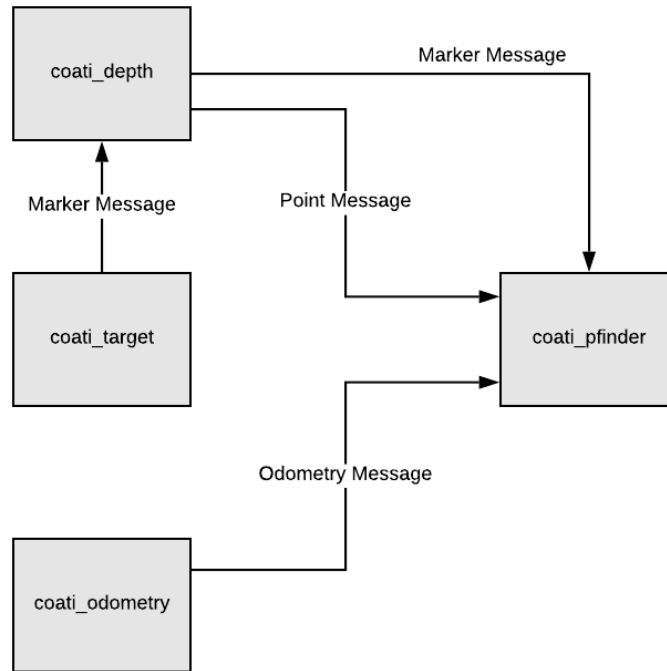 Marker Message
coati_depth
Marker Message
Point Message
coati_target
coati_pfinder
Odometry Message
coati_odometry